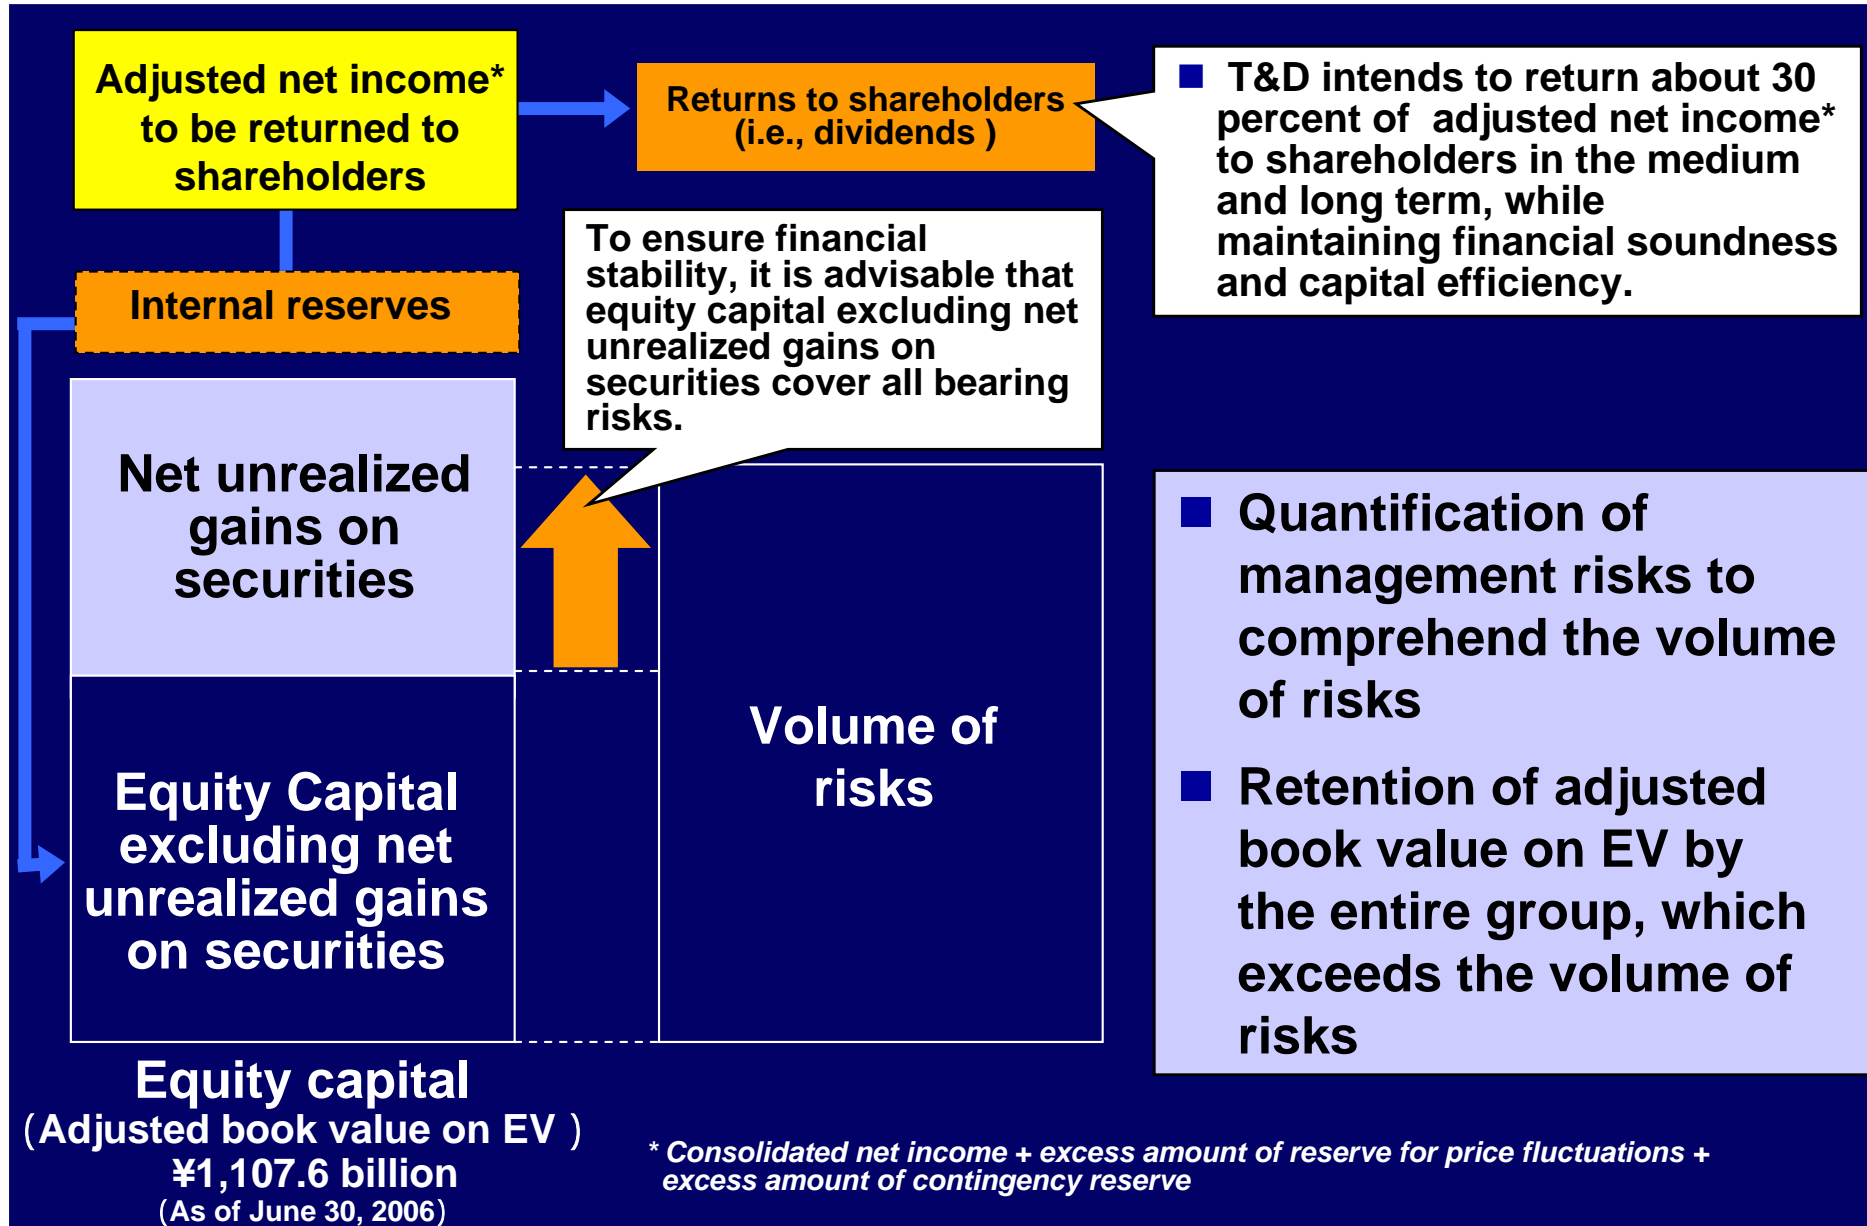 Adjusted net income*
to be returned to
shareholders
Returns to shareholders
(i.e., dividends )
■ T&D intends to return about 30
percent of adjusted net income*
to shareholders in the medium
and long term, while
maintaining financial soundness
and capital efficiency.
Internal reserves
To ensure financial
stability, it is advisable that
equity capital excluding net
unrealized gains on
securities cover all bearing
risks.
Net unrealized
gains on
securities
Equity Capital
excluding net
unrealized gains
on securities
Volume of
risks
■ Quantification of
management risks to
comprehend the volume
of risks
■ Retention of adjusted
book value on EV by
the entire group, which
exceeds the volume of
risks
Equity capital
(Adjusted book value on EV )
¥1,107.6 billion
(As of June 30, 2006)
* Consolidated net income + excess amount of reserve for price fluctuations +
excess amount of contingency reserve